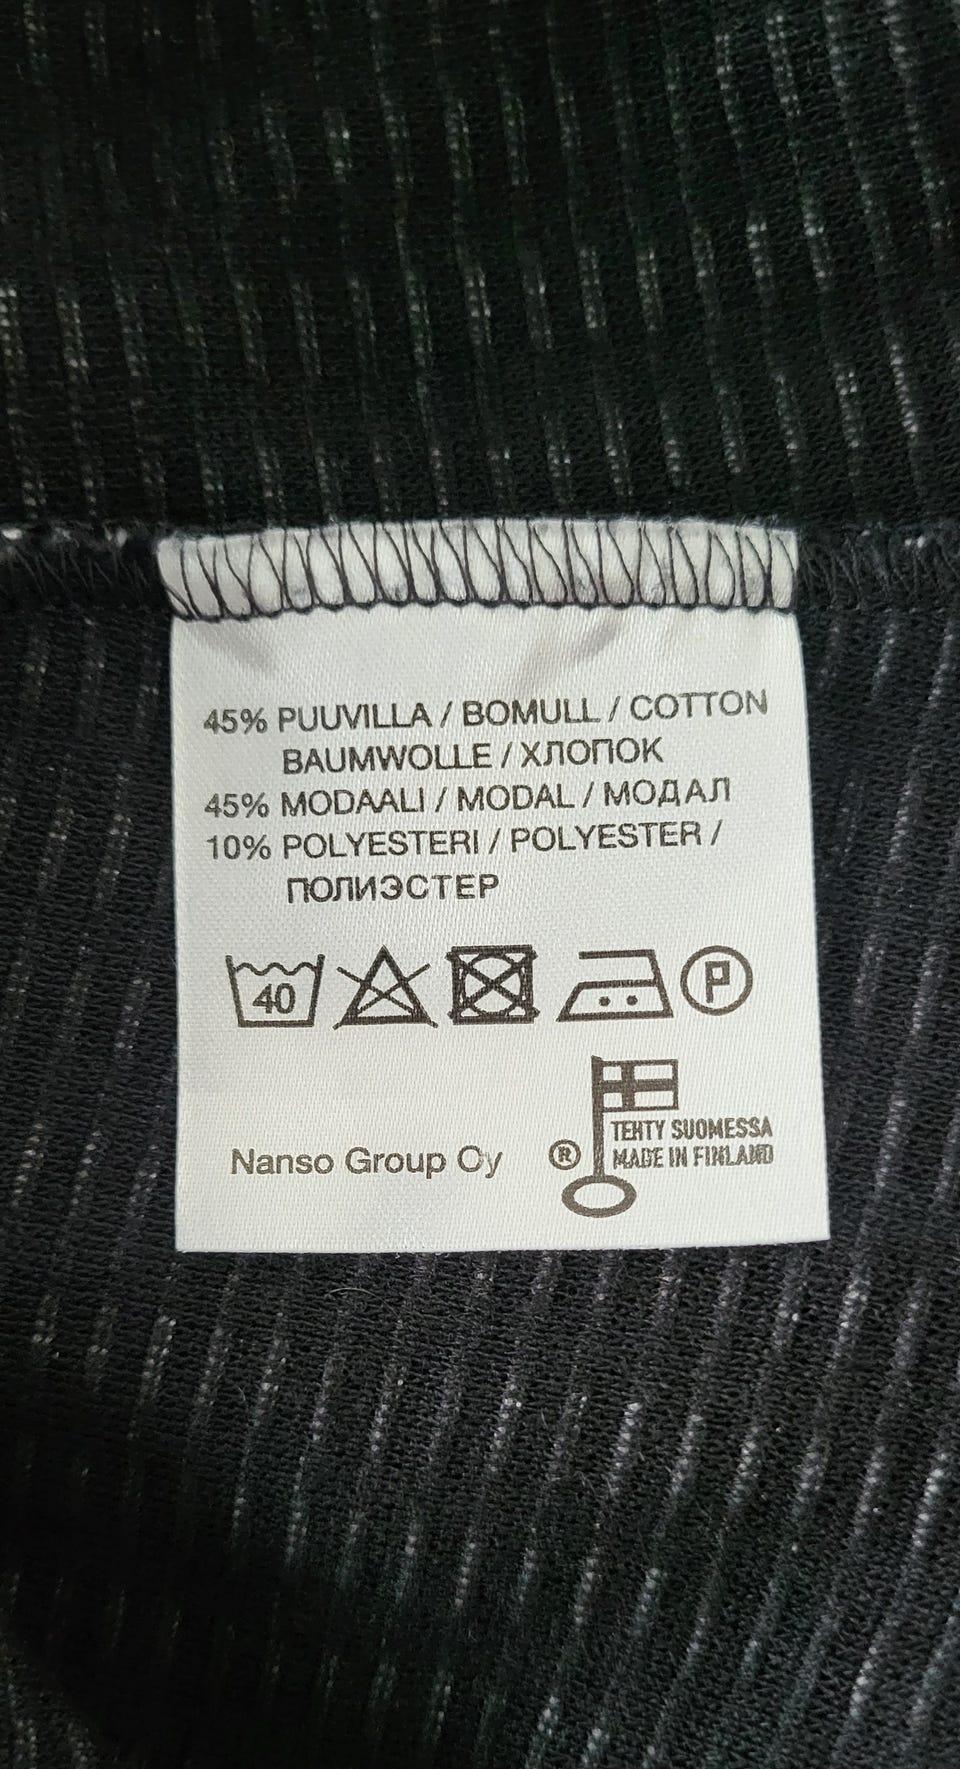 45% PUUVILLA / BOMULL / COTTON
BAUMWOLLE / ХЛОПОК
45% MODAALI / MODAL / МОДАЛ
10% POLYESTERI / POLYESTER /
ПОЛИЭСТЕР
40 P
TEHTY SUOMESSA
Nanso Group Oy ® MADE IN FINLAND